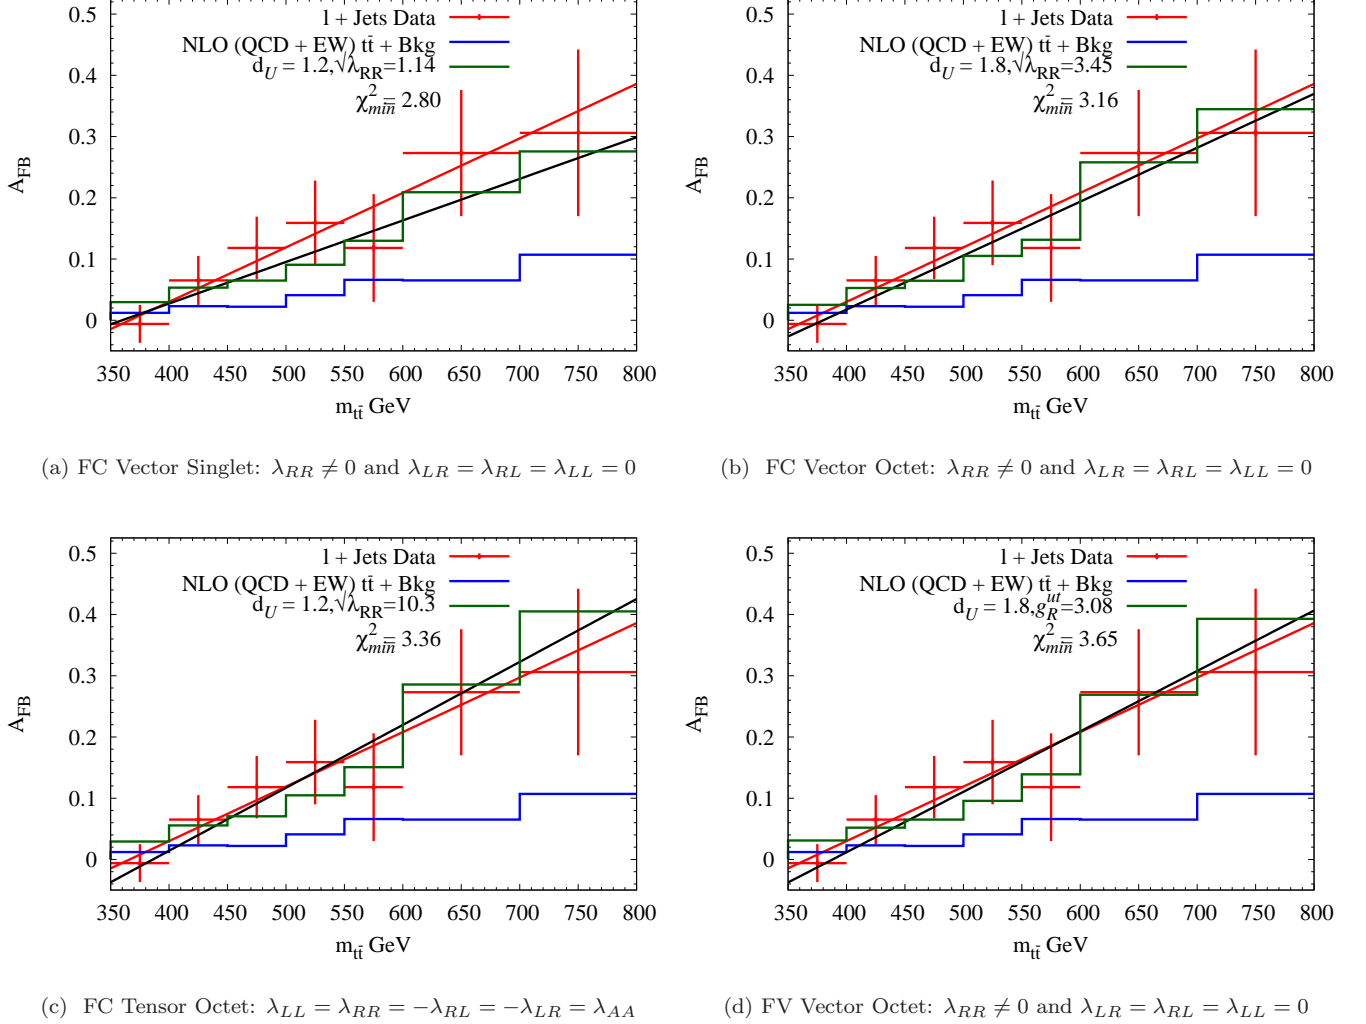 l + Jets Data
NLO (QCD + EW) tt̄ + Bkg
d_U = 1.2,√λ_RR=1.14
χ²_min = 2.80
A_FB
0.5
0.4
0.3
0.2
0.1
0
350 400 450 500 550 600 650 700 750 800
m_tt̄ GeV
(a) FC Vector Singlet: λ_RR ≠ 0 and λ_LR = λ_RL = λ_LL = 0
l + Jets Data
NLO (QCD + EW) tt̄ + Bkg
d_U = 1.8,√λ_RR=3.45
χ²_min = 3.16
A_FB
0.5
0.4
0.3
0.2
0.1
0
350 400 450 500 550 600 650 700 750 800
m_tt̄ GeV
(b) FC Vector Octet: λ_RR ≠ 0 and λ_LR = λ_RL = λ_LL = 0
l + Jets Data
NLO (QCD + EW) tt̄ + Bkg
d_U = 1.2,√λ_RR=10.3
χ²_min = 3.36
A_FB
0.5
0.4
0.3
0.2
0.1
0
350 400 450 500 550 600 650 700 750 800
m_tt̄ GeV
(c) FC Tensor Octet: λ_LL = λ_RR = −λ_RL = −λ_LR = λ_AA
l + Jets Data
NLO (QCD + EW) tt̄ + Bkg
d_U = 1.8,g_R^ut=3.08
χ²_min = 3.65
A_FB
0.5
0.4
0.3
0.2
0.1
0
350 400 450 500 550 600 650 700 750 800
m_tt̄ GeV
(d) FV Vector Octet: λ_RR ≠ 0 and λ_LR = λ_RL = λ_LL = 0